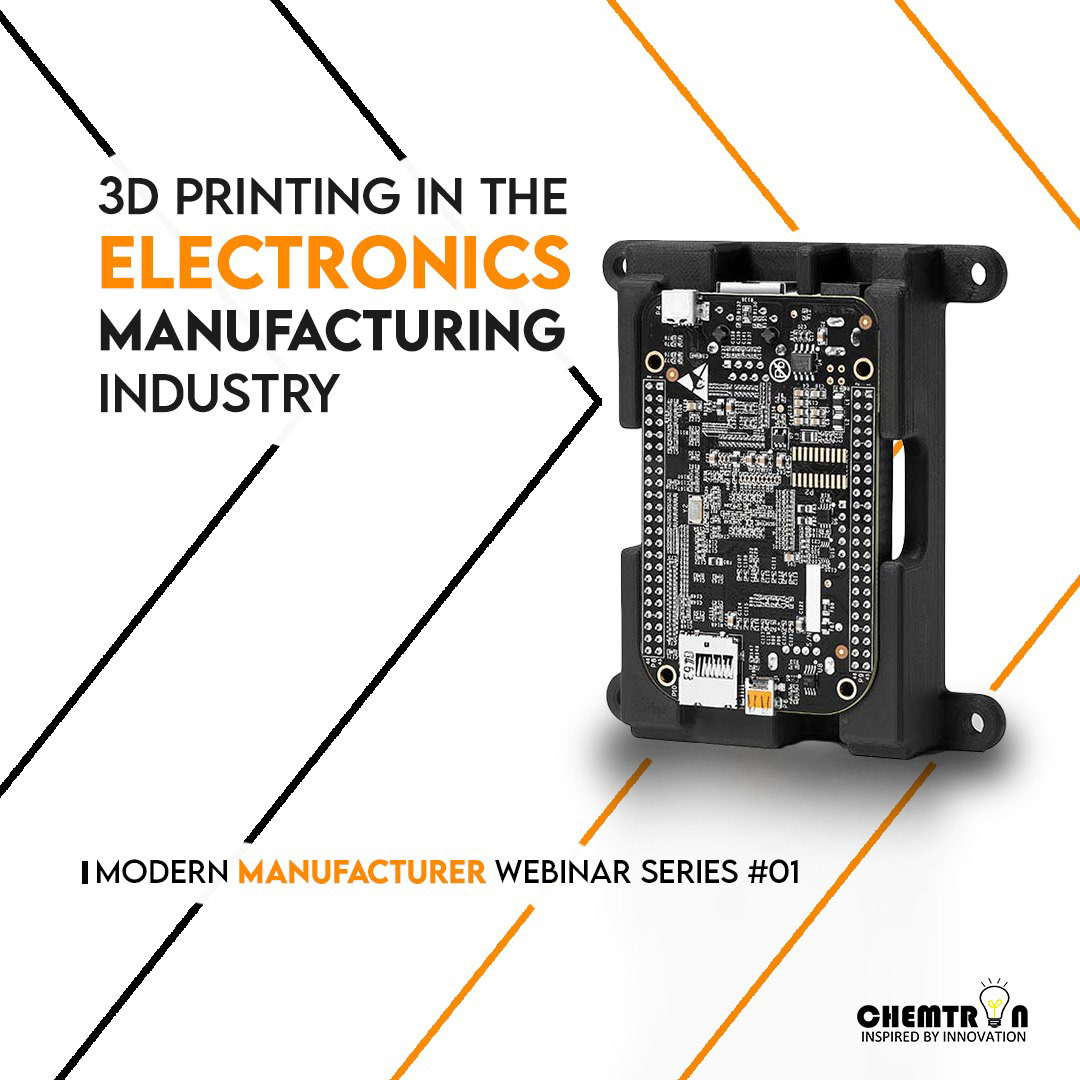 3D PRINTING IN THE
ELECTRONICS
MANUFACTURING
INDUSTRY
MODERN MANUFACTURER WEBINAR SERIES #01
CHEMTRON
INSPIRED BY INNOVATION